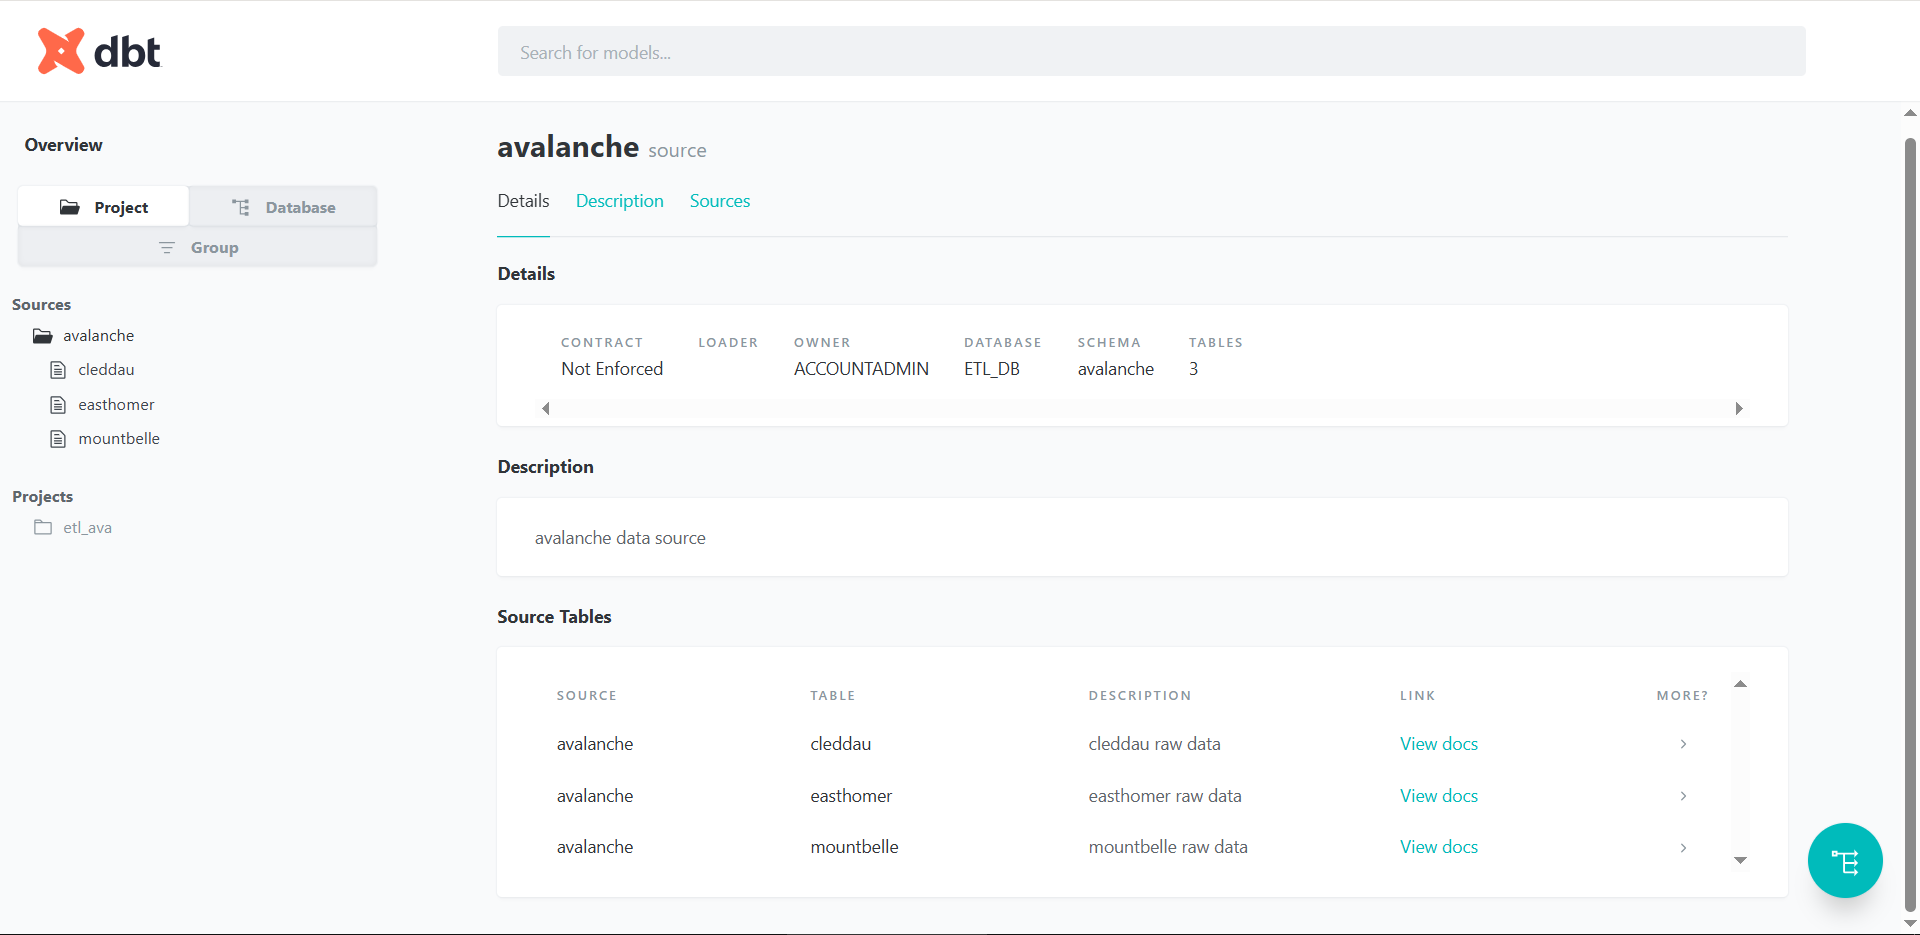 dbt
Search for models...
Overview
Project
Database
Group
Sources
avalanche
cleddau
easthomer
mountbelle
Projects
etl_ava
avalanche source
Details Description Sources
Details
CONTRACT LOADER OWNER DATABASE SCHEMA TABLES
Not Enforced ACCOUNTADMIN ETL_DB avalanche 3
Description
avalanche data source
Source Tables
SOURCE TABLE DESCRIPTION LINK MORE?
avalanche cleddau cleddau raw data View docs
avalanche easthomer easthomer raw data View docs
avalanche mountbelle mountbelle raw data View docs